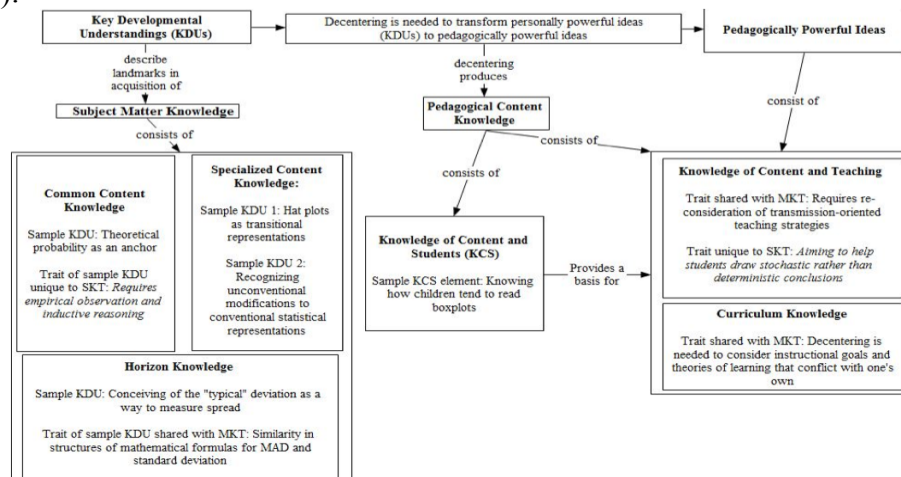 ).
Key Developmental
Understandings (KDUs)
Decentering is needed to transform personally powerful ideas
(KDUs) to pedagogically powerful ideas
Pedagogically Powerful Ideas
describe
landmarks in
acquisition of
decentering
produces
consist of
Subject Matter Knowledge
Pedagogical Content
Knowledge
consists of
consists of
consists of
Common Content
Knowledge
Sample KDU: Theoretical
probability as an anchor
Trait of sample KDU
unique to SKT: Requires
empirical observation and
inductive reasoning
Specialized Content
Knowledge:
Sample KDU 1: Hat plots
as transitional
representations
Sample KDU 2:
Recognizing
unconventional
modifications to
conventional statistical
representations
Horizon Knowledge
Sample KDU: Conceiving of the "typical" deviation as a
way to measure spread
Trait of sample KDU shared with MKT: Similarity in
structures of mathematical formulas for MAD and
standard deviation
Knowledge of Content and
Students (KCS)
Sample KCS element: Knowing
how children tend to read
boxplots
Provides a
basis for
Knowledge of Content and Teaching
Trait shared with MKT: Requires re-
consideration of transmission-oriented
teaching strategies
Trait unique to SKT: Aiming to help
students draw stochastic rather than
deterministic conclusions
Curriculum Knowledge
Trait shared with MKT: Decentering is
needed to consider instructional goals and
theories of learning that conflict with one's
own